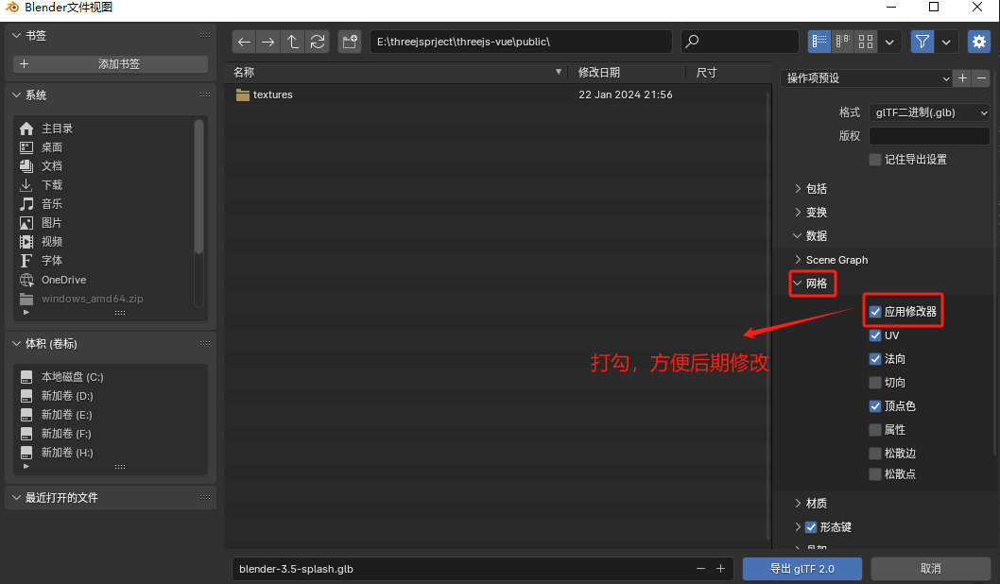 Blender文件视图
书签
添加书签
系统
主目录
桌面
文档
下载
音乐
图片
视频
字体
OneDrive
windows_amd64.zip
体积 (卷标)
本地磁盘 (C:)
新加卷 (D:)
新加卷 (E:)
新加卷 (F:)
新加卷 (H:)
最近打开的文件
E:\threejsprject\threejs-vue\public\
名称 修改日期 尺寸
textures 22 Jan 2024 21:56
打勾，方便后期修改
blender-3.5-splash.glb
操作项预设
格式 glTF二进制(.glb)
版权
记住导出设置
包括
变换
数据
Scene Graph
网格
应用修改器
UV
法向
切向
顶点色
属性
松散边
松散点
材质
形态键
导出 glTF 2.0 取消